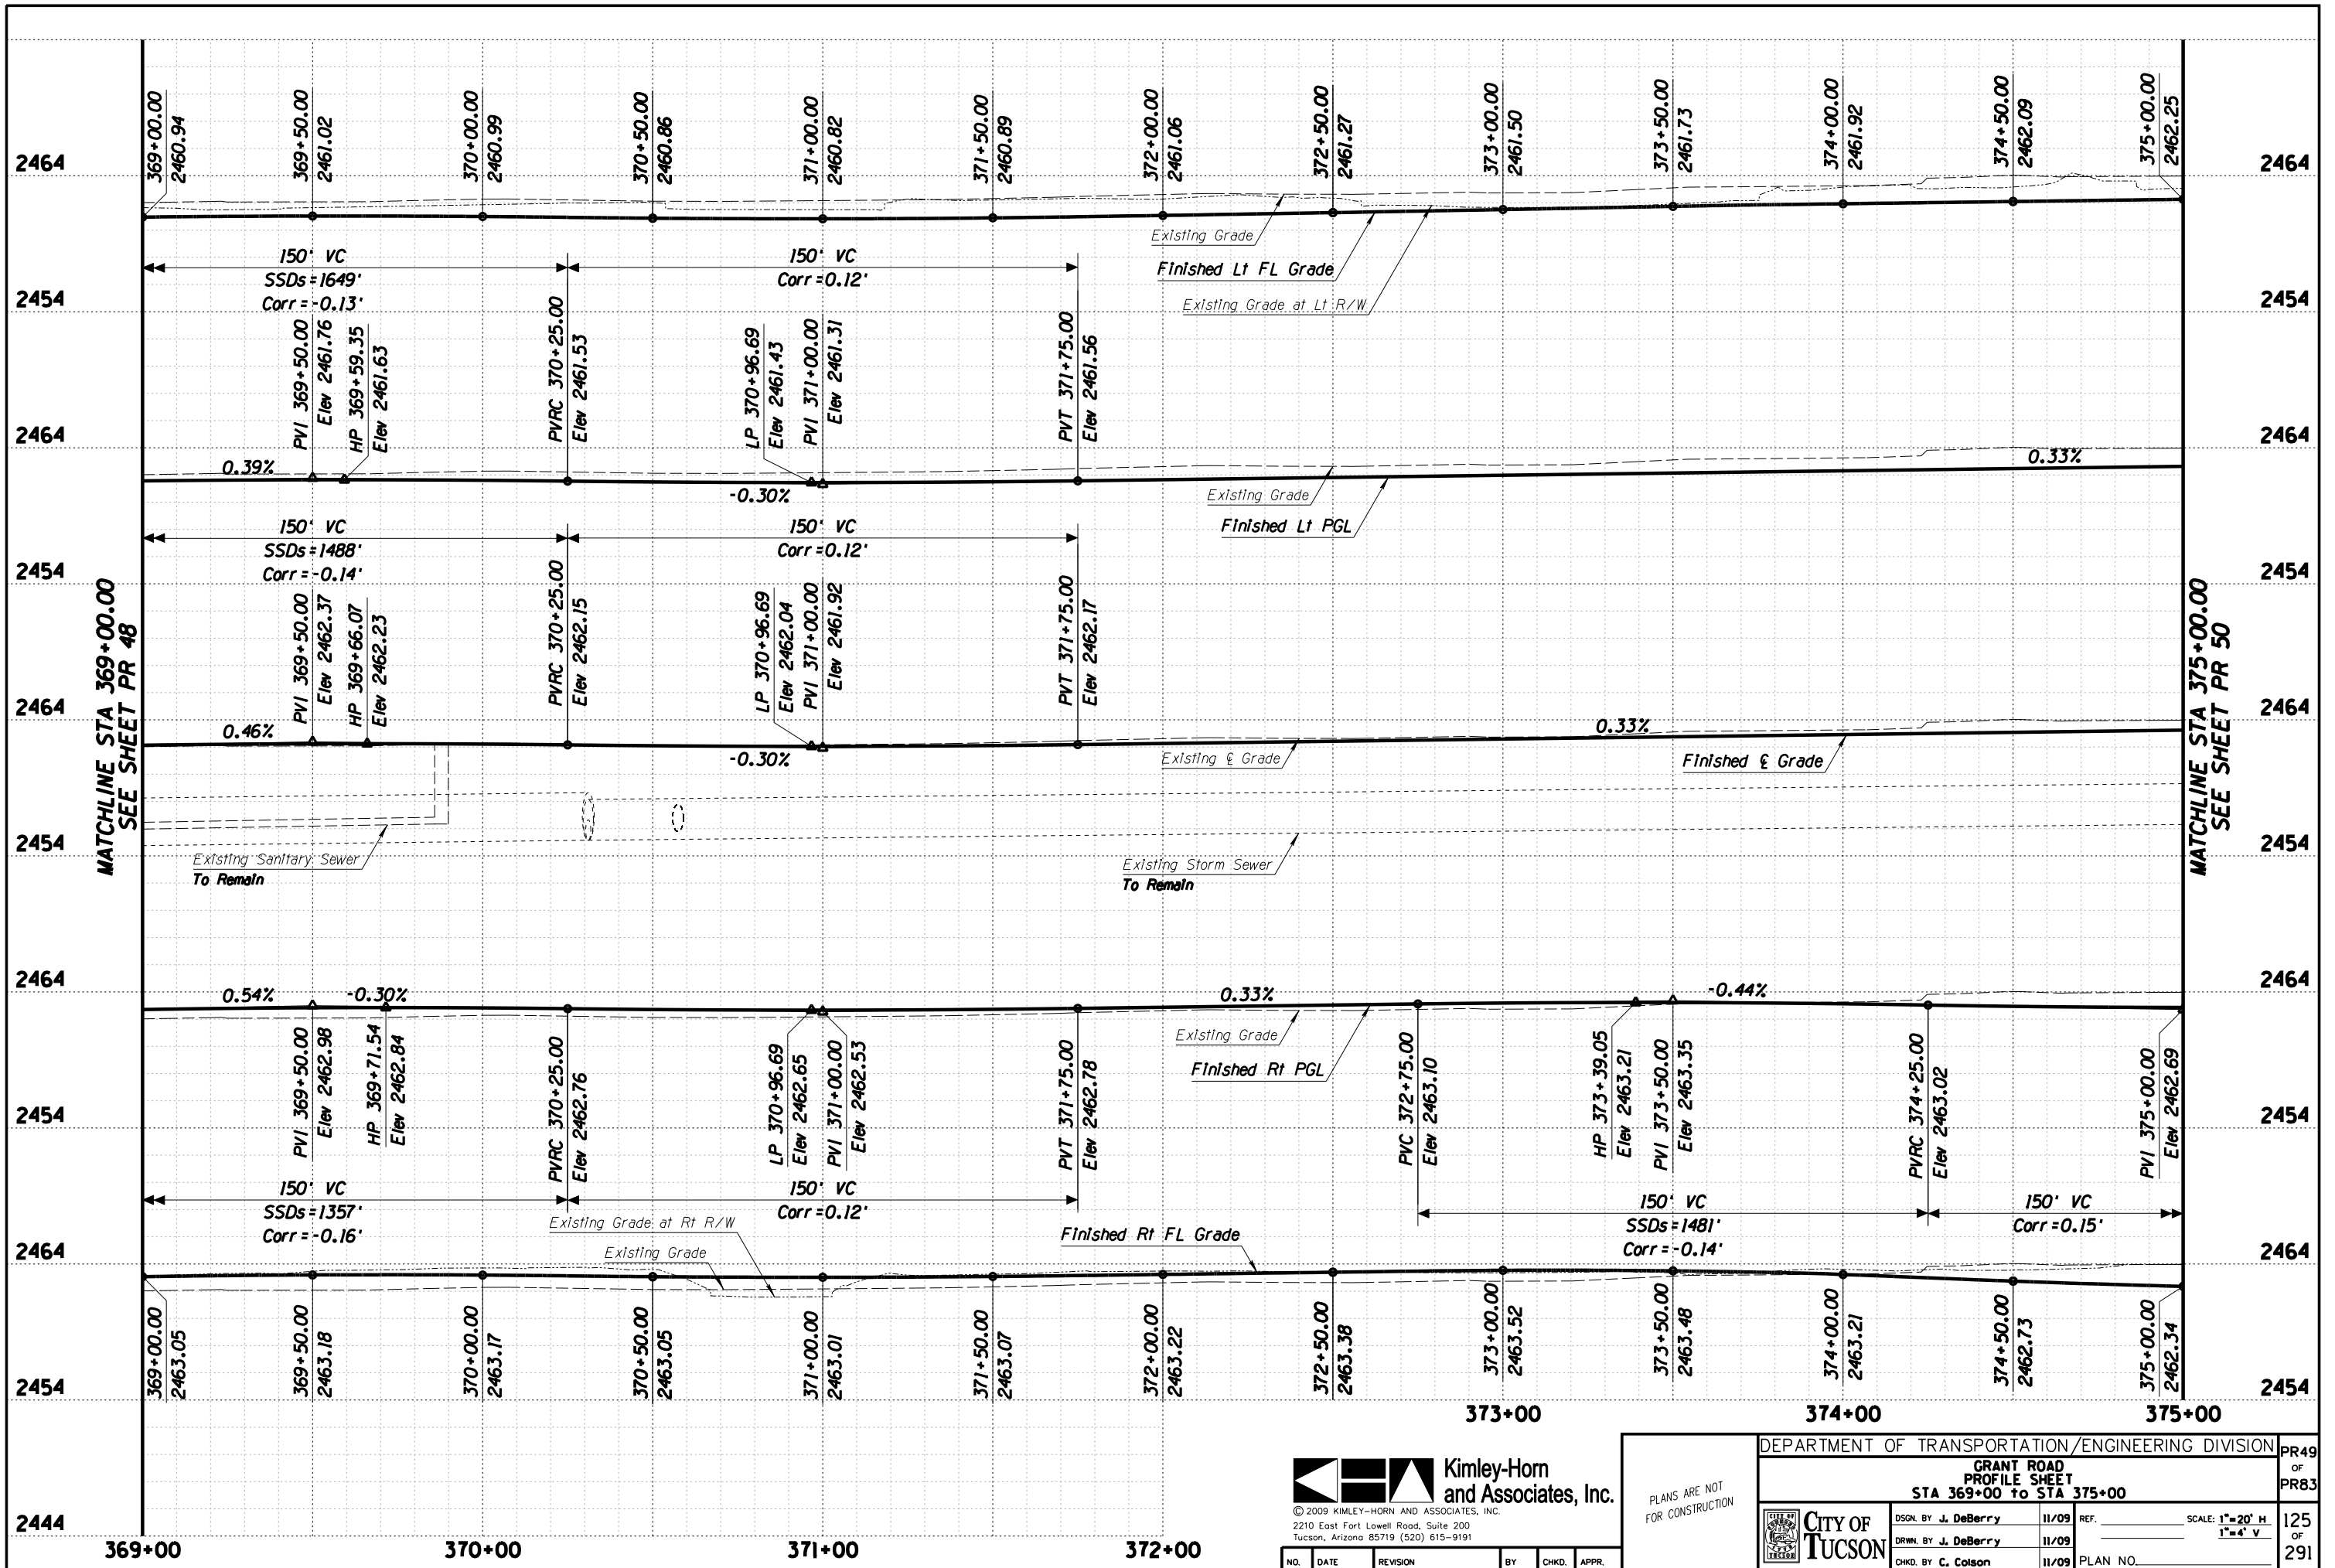 369+00.00
2460.94
369+50.00
2461.02
370+00.00
2460.99
370+50.00
2460.86
371+00.00
2460.82
371+50.00
2460.89
372+00.00
2461.06
372+50.00
2461.27
373+00.00
2461.50
373+50.00
2461.73
374+00.00
2461.92
374+50.00
2462.09
375+00.00
2462.25
2464
2464
Existing Grade
Finished Lt FL Grade
Existing Grade at Lt R/W
150' VC
SSDs=1649'
Corr=-0.13'
150' VC
Corr=0.12'
2454
2454
PVI 369+50.00
Elev 2461.76
HP 369+59.35
Elev 2461.63
PVRC 370+25.00
Elev 2461.53
LP 370+96.69
Elev 2461.43
PVI 371+00.00
Elev 2461.31
PVT 371+75.00
Elev 2461.56
2464
2464
0.39%
-0.30%
0.33%
Existing Grade
Finished Lt PGL
150' VC
SSDs=1488'
Corr=-0.14'
150' VC
Corr=0.12'
2454
2454
MATCHLINE STA 369+00.00
SEE SHEET PR 48
MATCHLINE STA 375+00.00
SEE SHEET PR 50
PVI 369+50.00
Elev 2462.37
HP 369+66.07
Elev 2462.23
PVRC 370+25.00
Elev 2462.15
LP 370+96.69
Elev 2462.04
PVI 371+00.00
Elev 2461.92
PVT 371+75.00
Elev 2462.17
2464
2464
0.46%
-0.30%
0.33%
Existing ℄ Grade
Finished ℄ Grade
2454
2454
Existing Sanitary Sewer
To Remain
Existing Storm Sewer
To Remain
2464
2464
0.54%
-0.30%
0.33%
-0.44%
Existing Grade
Finished Rt PGL
PVI 369+50.00
Elev 2462.98
HP 369+71.54
Elev 2462.84
PVRC 370+25.00
Elev 2462.76
LP 370+96.69
Elev 2462.65
PVI 371+00.00
Elev 2462.53
PVT 371+75.00
Elev 2462.78
PVC 372+75.00
Elev 2463.10
HP 373+39.05
Elev 2463.21
PVI 373+50.00
Elev 2463.35
PVRC 374+25.00
Elev 2463.02
PVI 375+00.00
Elev 2462.69
2454
2454
150' VC
SSDs=1357'
Corr=-0.16'
150' VC
Corr=0.12'
150' VC
SSDs=1481'
Corr=-0.14'
150' VC
Corr=0.15'
Existing Grade at Rt R/W
Existing Grade
Finished Rt FL Grade
2464
2464
369+00.00
2463.05
369+50.00
2463.18
370+00.00
2463.17
370+50.00
2463.05
371+00.00
2463.01
371+50.00
2463.07
372+00.00
2463.22
372+50.00
2463.38
373+00.00
2463.52
373+50.00
2463.48
374+00.00
2463.21
374+50.00
2462.73
375+00.00
2462.34
2454
2454
373+00
374+00
375+00
2444
369+00
370+00
371+00
372+00
Kimley-Horn
and Associates, Inc.
© 2009 KIMLEY-HORN AND ASSOCIATES, INC.
2210 East Fort Lowell Road, Suite 200
Tucson, Arizona 85719 (520) 615-9191
NO. DATE REVISION BY CHKD. APPR.
PLANS ARE NOT
FOR CONSTRUCTION
DEPARTMENT OF TRANSPORTATION/ENGINEERING DIVISION
GRANT ROAD
PROFILE SHEET
STA 369+00 to STA 375+00
PR49
OF
PR83
CITY OF
TUCSON
DSGN. BY J. DeBerry 11/09
DRWN. BY J. DeBerry 11/09
CHKD. BY C. Colson 11/09
REF.
SCALE: 1"=20' H
1"=4' V
PLAN NO.
125
OF
291